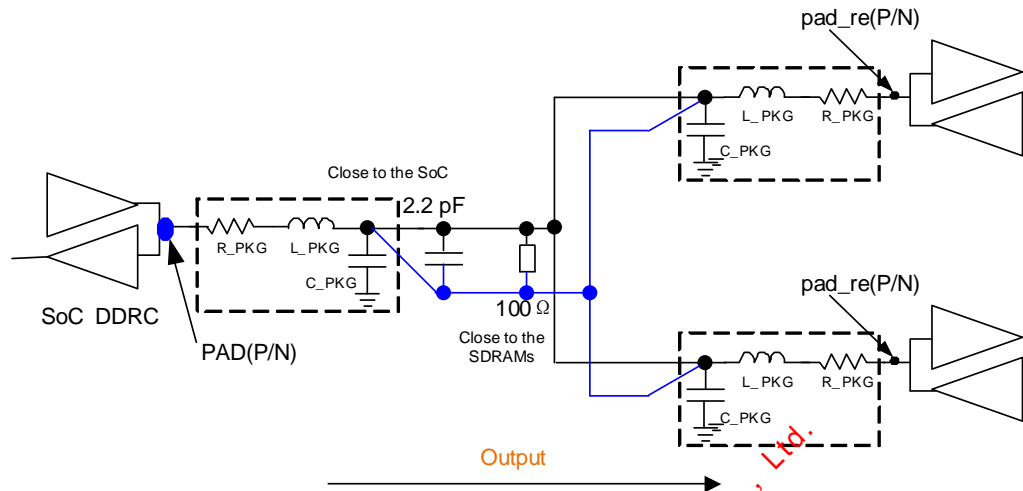 pad_re(P/N)
L_PKG
R_PKG
C_PKG
Close to the SoC
2.2 pF
R_PKG
L_PKG
C_PKG
SoC DDRC
PAD(P/N)
100 Ω
Close to the
SDRAMs
pad_re(P/N)
L_PKG
R_PKG
C_PKG
Output
, Ltd.